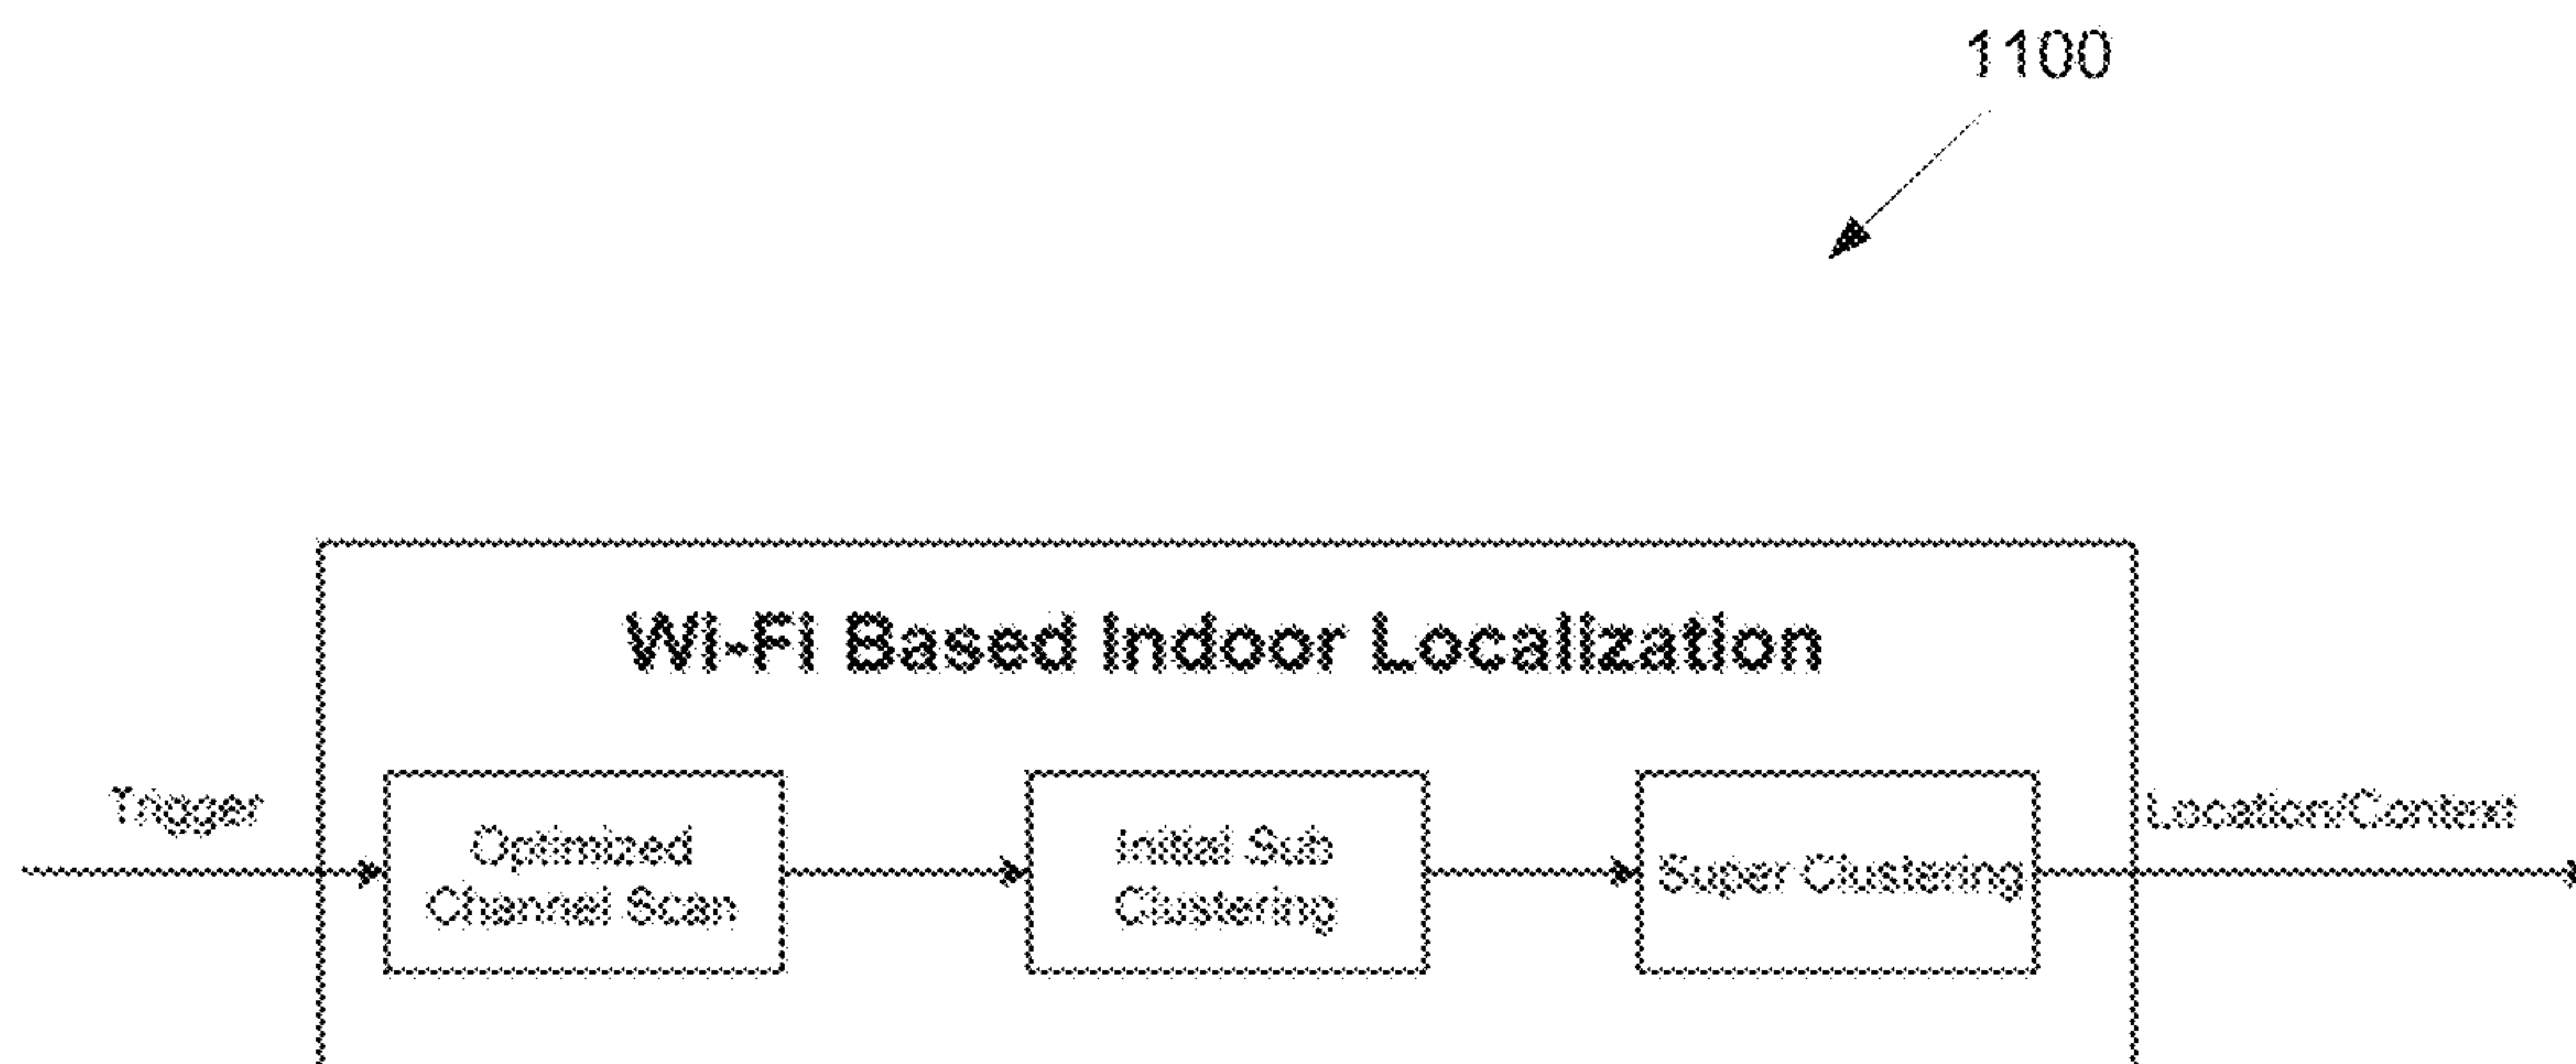 1100
Wi-Fi Based Indoor Localization
Trigger
Optimized
Channel Scan
Initial Sub
Clustering
Super Clustering
Location/Context